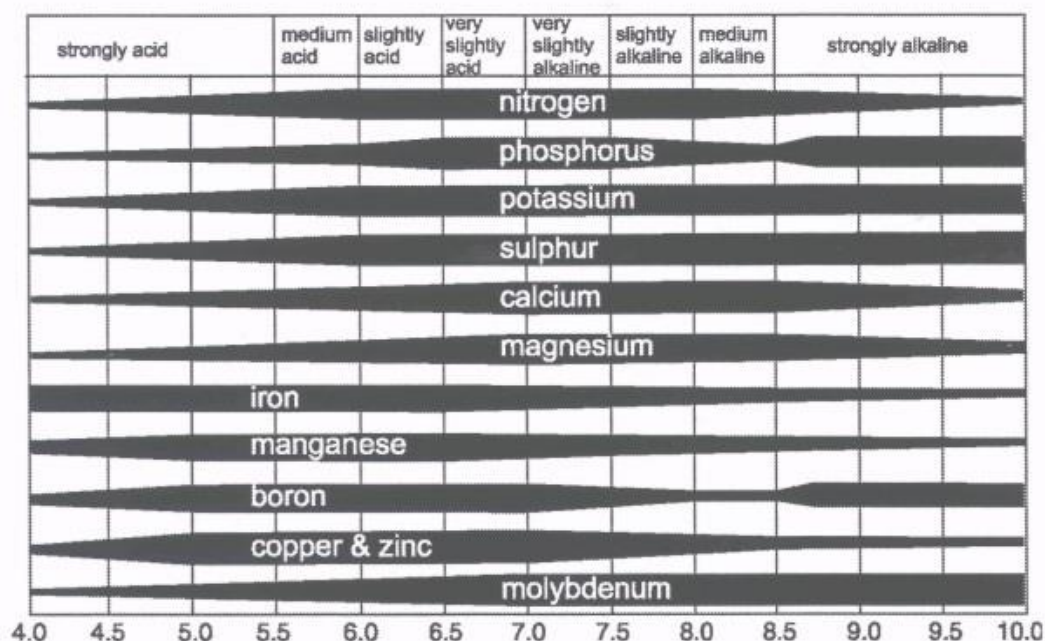 strongly acid
medium
acid
slightly
acid
very
slightly
acid
very
slightly
alkaline
slightly
alkaline
medium
alkaline
strongly alkaline
nitrogen
phosphorus
potassium
sulphur
calcium
magnesium
iron
manganese
boron
copper & zinc
molybdenum
4.0 4.5 5.0 5.5 6.0 6.5 7.0 7.5 8.0 8.5 9.0 9.5 10.0